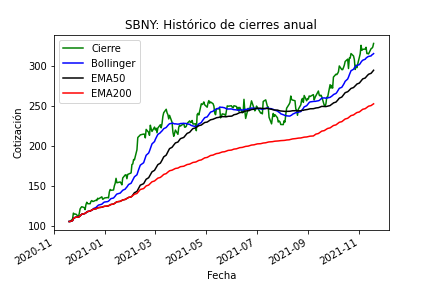 SBNY: Histórico de cierres anual
Cierre
Bollinger
EMA50
EMA200
Cotización
300
250
200
150
100
2020-11
2021-01
2021-03
2021-05
2021-07
2021-09
2021-11
Fecha